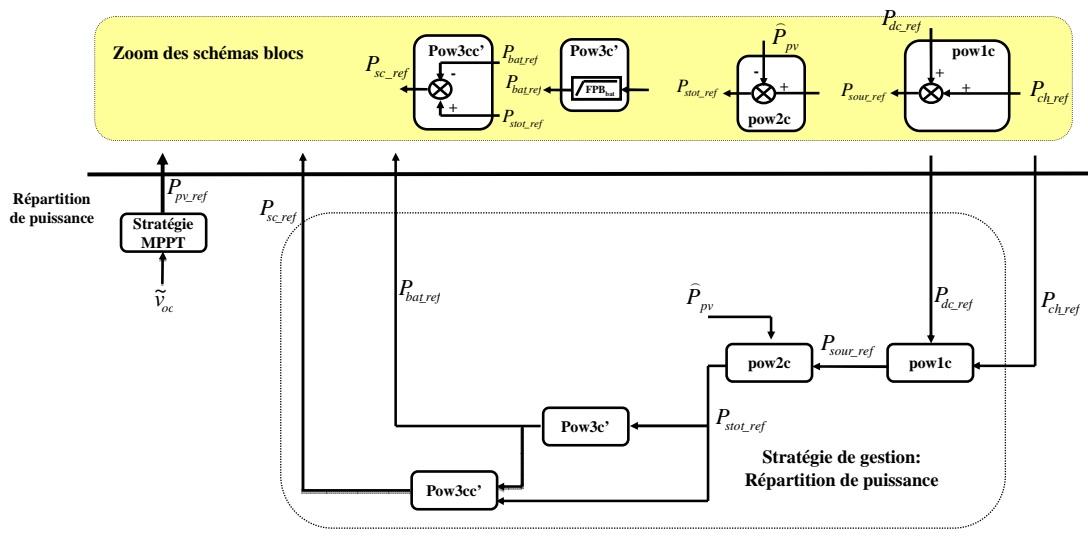 Zoom des schémas blocs
Pow3cc'
P_sc_ref
-
+
P_bat_ref
P_stot_ref
Pow3c'
P_bat_ref
FPB_bat
P̂_pv
-
+
P_stot_ref
pow2c
P_dc_ref
pow1c
+
+
P_sour_ref
P_ch_ref
Répartition
de puissance
P_pv_ref
Stratégie
MPPT
ṽ_oc
P_sc_ref
P_bat_ref
P̂_pv
P_dc_ref
P_ch_ref
pow2c
P_sour_ref
pow1c
Pow3c'
P_stot_ref
Pow3cc'
Stratégie de gestion:
Répartition de puissance